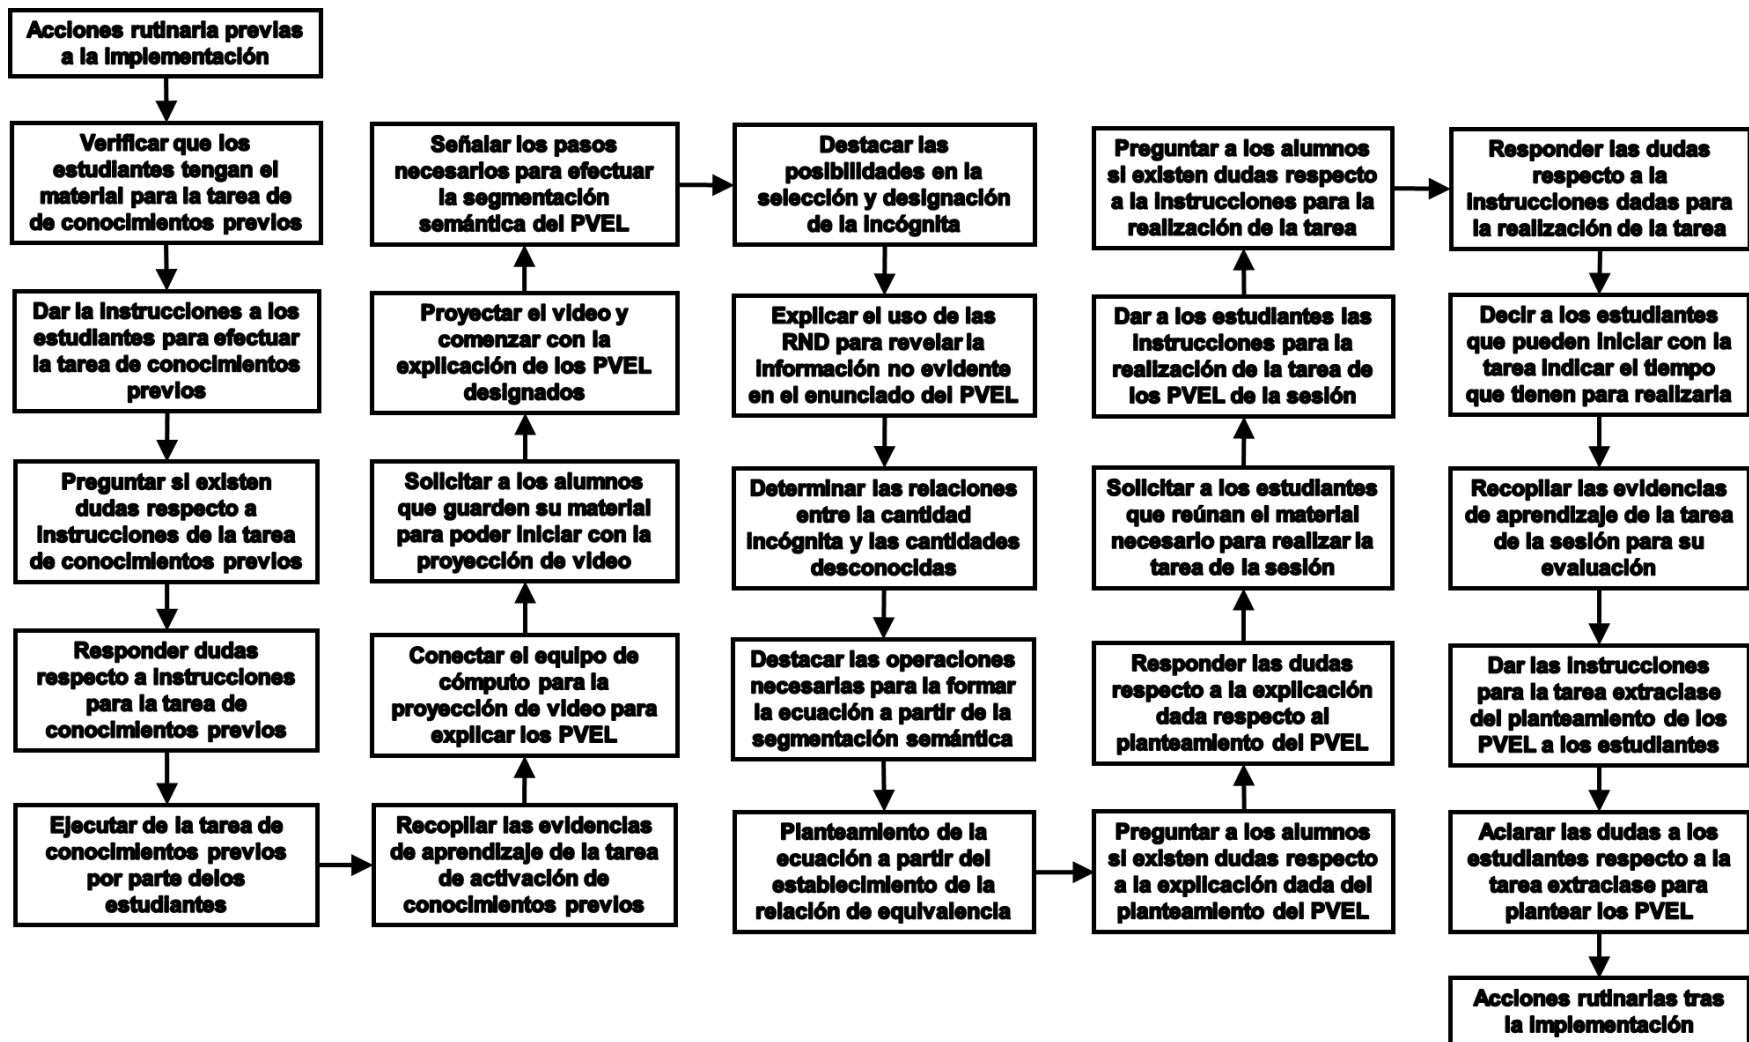 Acciones rutinaria previas
a la implementación
Verificar que los
estudiantes tengan el
material para la tarea de
de conocimientos previos
Dar la instrucciones a los
estudiantes para efectuar
la tarea de conocimientos
previos
Preguntar si existen
dudas respecto a
instrucciones de la tarea
de conocimientos previos
Responder dudas
respecto a instrucciones
para la tarea de
conocimientos previos
Ejecutar de la tarea de
conocimientos previos
por parte delos
estudiantes
Recopilar las evidencias
de aprendizaje de la tarea
de activación de
conocimientos previos
Conectar el equipo de
cómputo para la
proyección de video para
explicar los PVEL
Solicitar a los alumnos
que guarden su material
para poder iniciar con la
proyección de video
Proyectar el video y
comenzar con la
explicación de los PVEL
designados
Señalar los pasos
necesarios para efectuar
la segmentación
semántica del PVEL
Destacar las
posibilidades en la
selección y designación
de la incógnita
Explicar el uso de las
RND para revelar la
información no evidente
en el enunciado del PVEL
Determinar las relaciones
entre la cantidad
incógnita y las cantidades
desconocidas
Destacar las operaciones
necesarias para la formar
la ecuación a partir de la
segmentación semántica
Planteamiento de la
ecuación a partir del
establecimiento de la
relación de equivalencia
Preguntar a los alumnos
si existen dudas respecto
a la explicación dada del
planteamiento del PVEL
Responder las dudas
respecto a la explicación
dada respecto al
planteamiento del PVEL
Solicitar a los estudiantes
que reúnan el material
necesario para realizar la
tarea de la sesión
Dar a los estudiantes las
instrucciones para la
realización de la tarea de
los PVEL de la sesión
Preguntar a los alumnos
si existen dudas respecto
a la instrucciones para la
realización de la tarea
Responder las dudas
respecto a la
instrucciones dadas para
la realización de la tarea
Decir a los estudiantes
que pueden iniciar con la
tarea indicar el tiempo
que tienen para realizarla
Recopilar las evidencias
de aprendizaje de la tarea
de la sesión para su
evaluación
Dar las instrucciones
para la tarea extraclase
del planteamiento de los
PVEL a los estudiantes
Aclarar las dudas a los
estudiantes respecto a la
tarea extraclase para
plantear los PVEL
Acciones rutinarias tras
la implementación